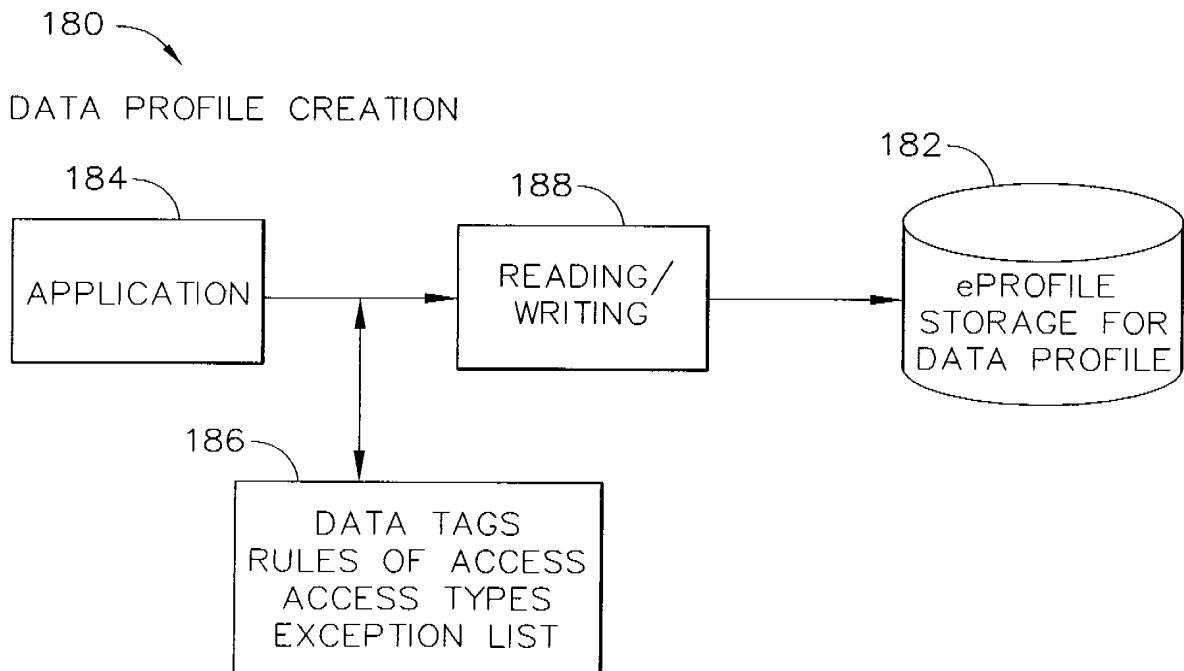 180
DATA PROFILE CREATION
184
188
182
APPLICATION
READING/
WRITING
ePROFILE
STORAGE FOR
DATA PROFILE
186
DATA TAGS
RULES OF ACCESS
ACCESS TYPES
EXCEPTION LIST